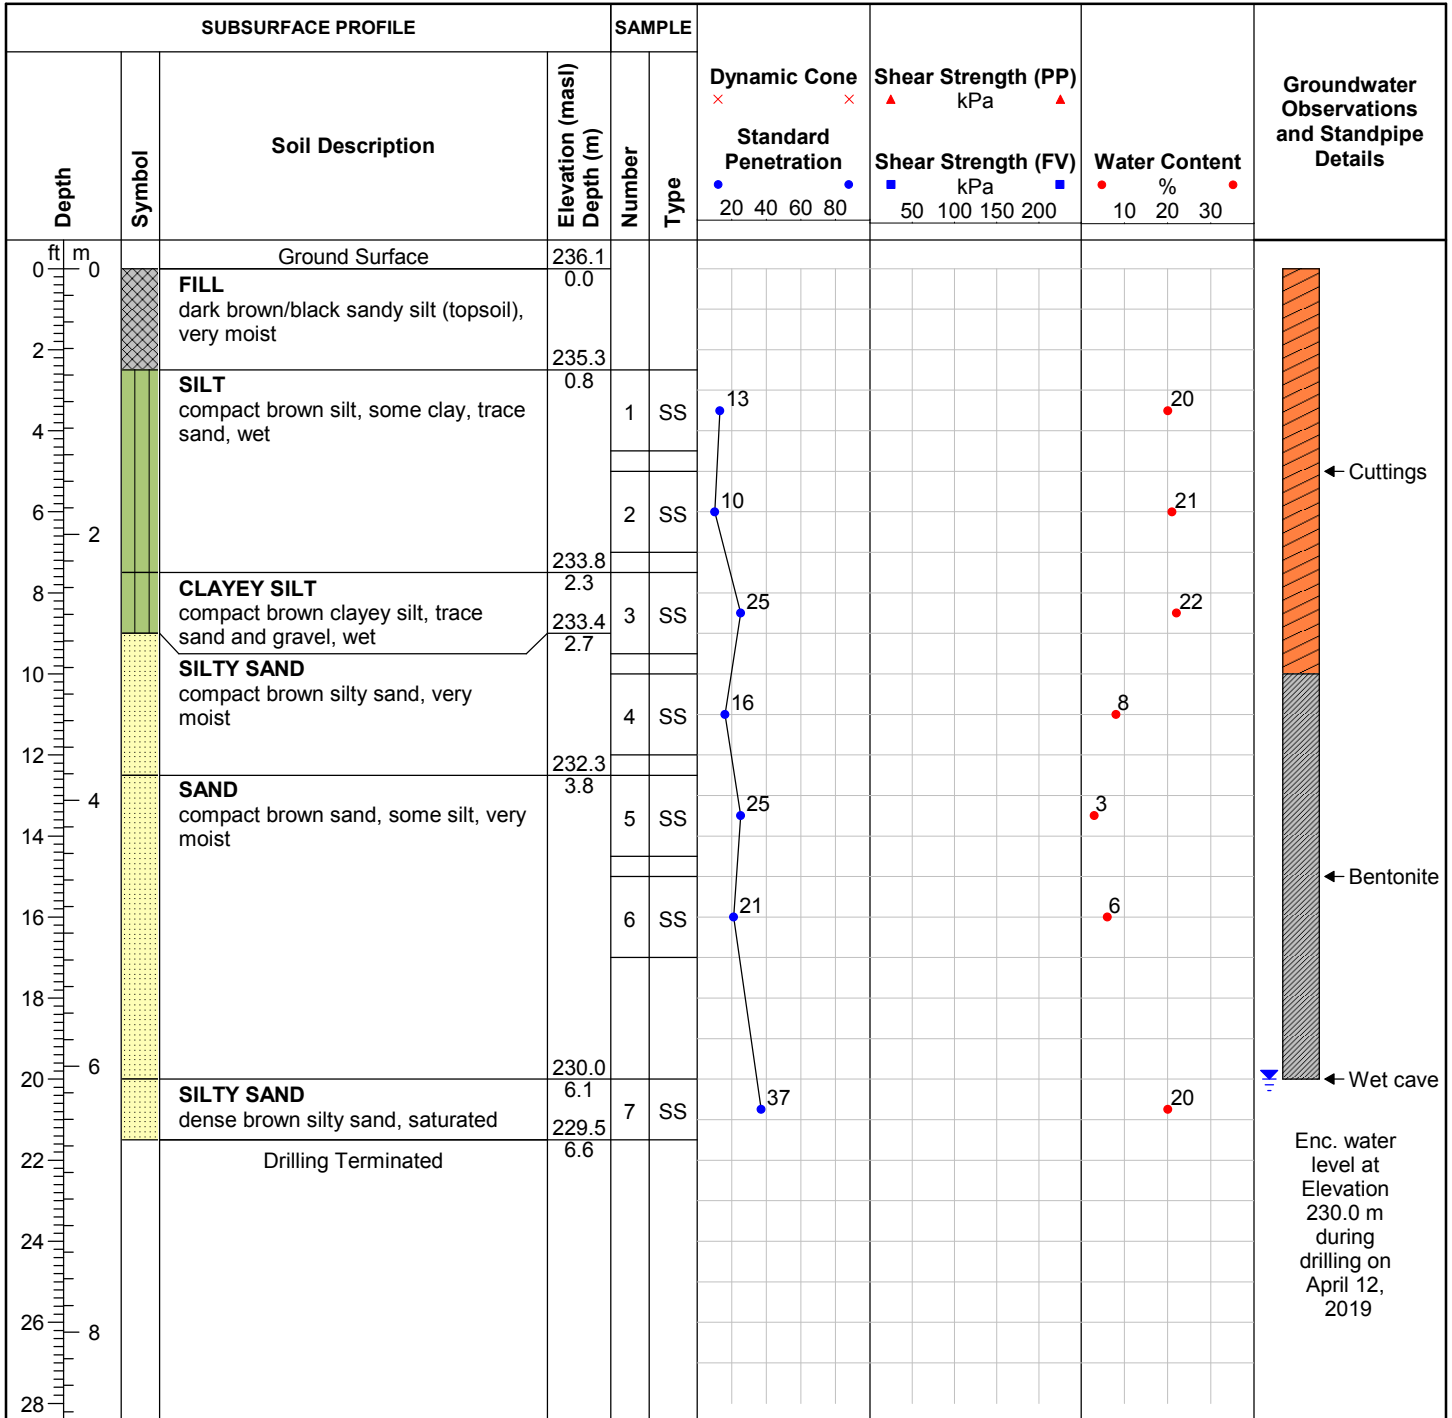 SUBSURFACE PROFILE
SAMPLE
Depth
Symbol
Soil Description
Elevation (masl)
Depth (m)
Number
Type
Dynamic Cone
Standard
Penetration
20 40 60 80
Shear Strength (PP)
kPa
Shear Strength (FV)
kPa
50 100 150 200
Water Content
%
10 20 30
Groundwater
Observations
and Standpipe
Details
ft m
Ground Surface
236.1
0 0
0.0
FILL
dark brown/black sandy silt (topsoil),
very moist
2
235.3
SILT
0.8
compact brown silt, some clay, trace
sand, wet
1 SS
13
20
4
Cuttings
6
2 SS
10
21
2
233.8
CLAYEY SILT
2.3
8
compact brown clayey silt, trace
sand and gravel, wet
233.4
3 SS
25
22
2.7
SILTY SAND
10
compact brown silty sand, very
moist
4 SS
16
8
12
232.3
SAND
3.8
4
compact brown sand, some silt, very
moist
5 SS
25
3
14
Bentonite
16
6 SS
21
6
18
6
230.0
20
Wet cave
SILTY SAND
6.1
dense brown silty sand, saturated
229.5
7 SS
37
20
Drilling Terminated
6.6
22
Enc. water
level at
Elevation
230.0 m
during
drilling on
April 12,
2019
24
26
8
28